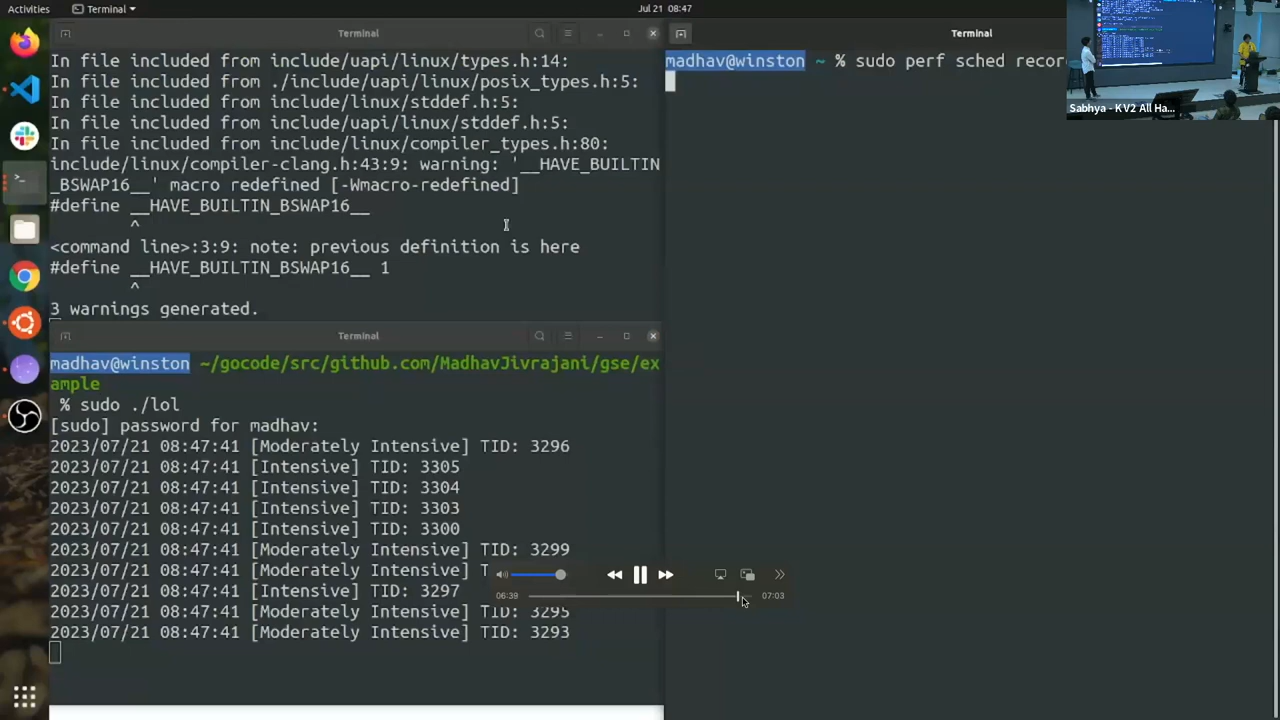 Activities
Terminal
Jul 21 08:47
Terminal
In file included from include/uapi/linux/types.h:14:
In file included from ./include/uapi/linux/posix_types.h:5:
In file included from include/linux/stddef.h:5:
In file included from include/uapi/linux/stddef.h:5:
In file included from include/linux/compiler_types.h:80:
include/linux/compiler-clang.h:43:9: warning: '__HAVE_BUILTIN
_BSWAP16__' macro redefined [-Wmacro-redefined]
#define __HAVE_BUILTIN_BSWAP16__
^
<command line>:3:9: note: previous definition is here
#define __HAVE_BUILTIN_BSWAP16__ 1
^
3 warnings generated.
Terminal
madhav@winston ~/gocode/src/github.com/MadhavJivrajani/gse/ex
ample
% sudo ./lol
[sudo] password for madhav:
2023/07/21 08:47:41 [Moderately Intensive] TID: 3296
2023/07/21 08:47:41 [Intensive] TID: 3305
2023/07/21 08:47:41 [Intensive] TID: 3304
2023/07/21 08:47:41 [Intensive] TID: 3303
2023/07/21 08:47:41 [Intensive] TID: 3300
2023/07/21 08:47:41 [Moderately Intensive] TID: 3299
2023/07/21 08:47:41 [Moderately Intensive] T
2023/07/21 08:47:41 [Intensive] TID: 3297
2023/07/21 08:47:41 [Moderately Intensive] TID: 3295
2023/07/21 08:47:41 [Moderately Intensive] TID: 3293
06:39
07:03
Terminal
madhav@winston ~ % sudo perf sched recor
Sabhya - KV2 All Ha...